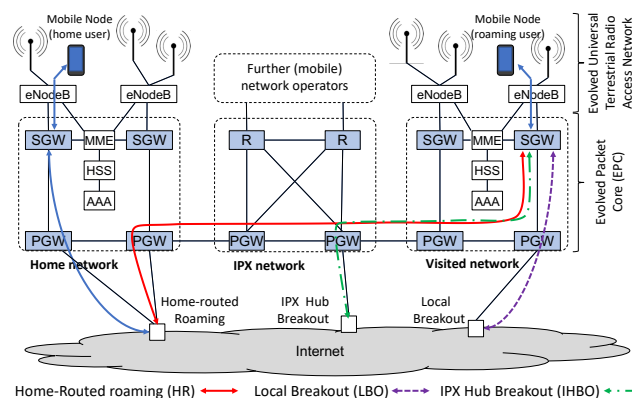 Mobile Node
(home user)
Mobile Node
(roaming user)
Evolved Universal
Terrestrial Radio
Access Network
Further (mobile)
network operators
eNodeB
eNodeB
eNodeB
eNodeB
SGW
MME
SGW
R
R
SGW
MME
SGW
HSS
HSS
AAA
AAA
Evolved Packet
Core (EPC)
PGW
PGW
PGW
PGW
PGW
PGW
Home network
IPX network
Visited network
Home-routed
Roaming
IPX Hub
Breakout
Local
Breakout
Internet
Home-Routed roaming (HR)
Local Breakout (LBO)
IPX Hub Breakout (IHBO)